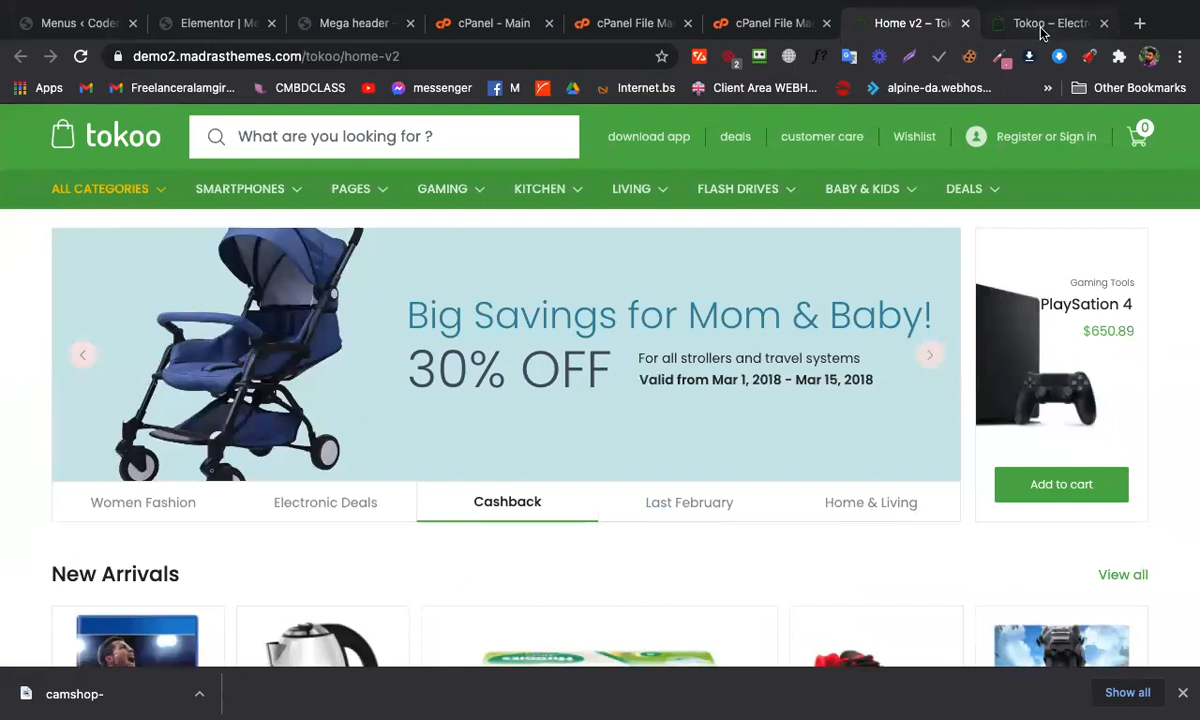 Menus ‹ Coder
Elementor | Me
Mega header –
cPanel - Main
cPanel File Ma
cPanel File Ma
Home v2 – Tok
Tokoo – Electr
demo2.madrasthemes.com/tokoo/home-v2
2
Apps
Freelanceralamgir...
CMBDCLASS
messenger
M
Internet.bs
Client Area WEBH...
alpine-da.webhos...
»
Other Bookmarks
tokoo
What are you looking for ?
download app
deals
customer care
Wishlist
Register or Sign in
0
ALL CATEGORIES
SMARTPHONES
PAGES
GAMING
KITCHEN
LIVING
FLASH DRIVES
BABY & KIDS
DEALS
Big Savings for Mom & Baby!
30% OFF
For all strollers and travel systems
Valid from Mar 1, 2018 - Mar 15, 2018
Gaming Tools
PlaySation 4
$650.89
Add to cart
Women Fashion
Electronic Deals
Cashback
Last February
Home & Living
New Arrivals
View all
camshop-
Show all